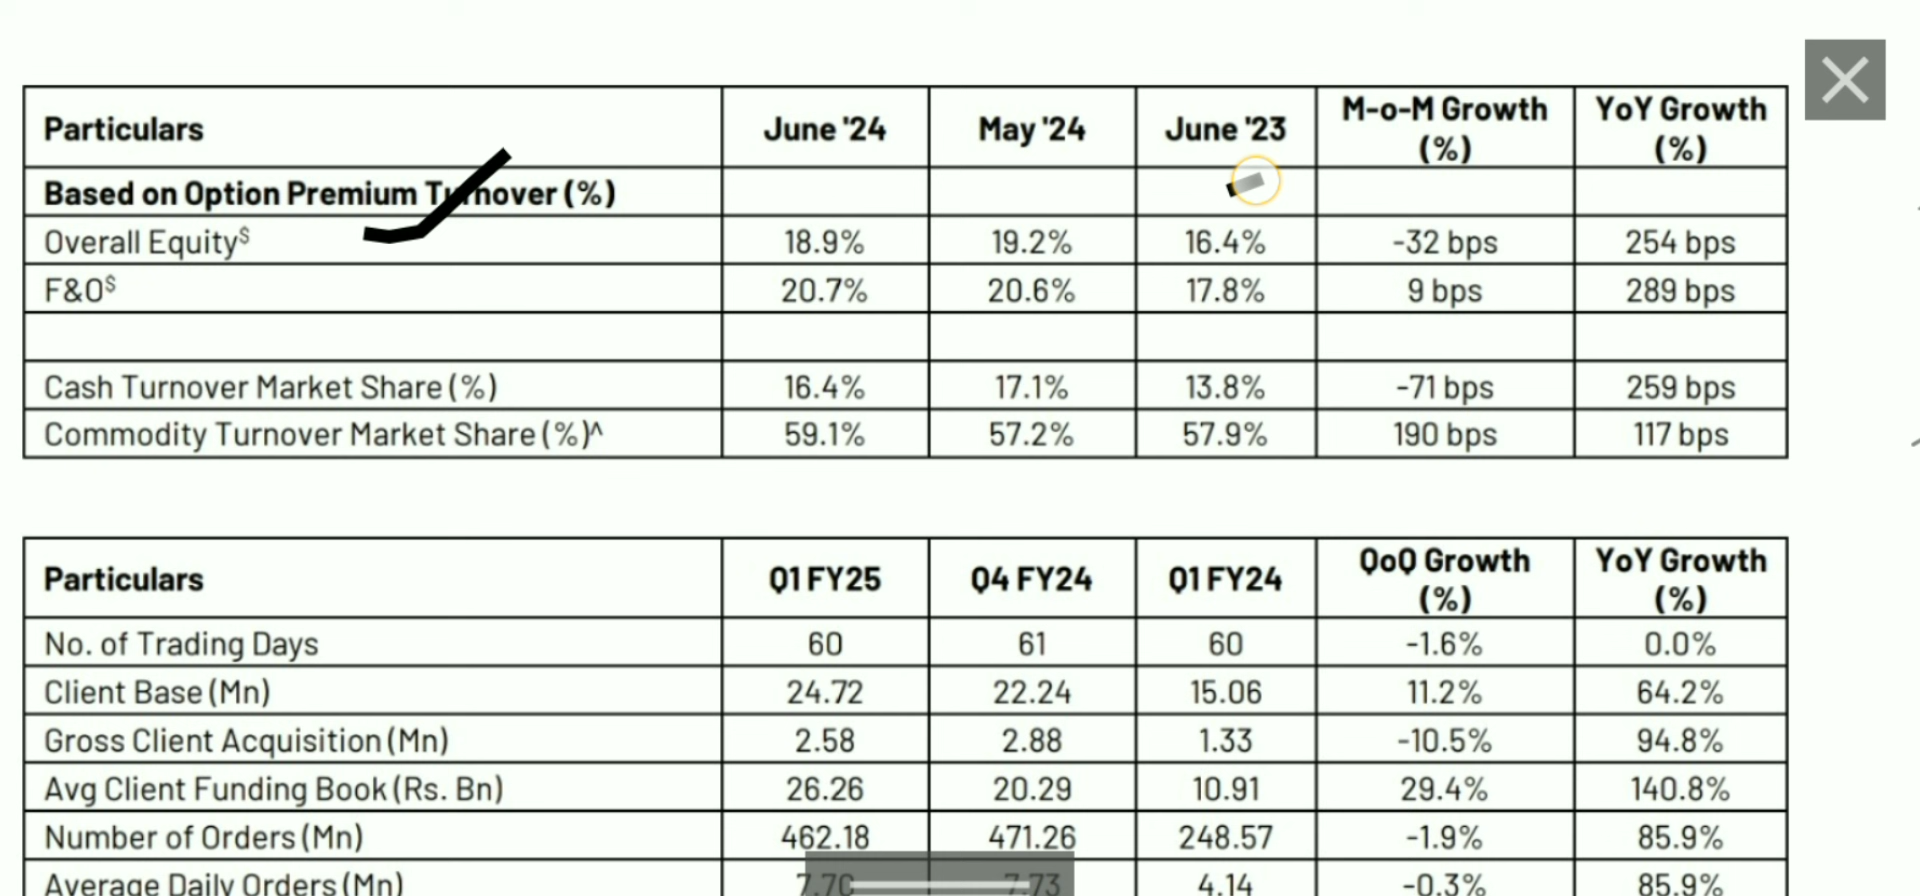 Particulars June '24 May '24 June '23 M-o-M Growth (%) YoY Growth (%)
Based on Option Premium Turnover (%)
Overall Equity$ 18.9% 19.2% 16.4% -32 bps 254 bps
F&O$ 20.7% 20.6% 17.8% 9 bps 289 bps
Cash Turnover Market Share (%) 16.4% 17.1% 13.8% -71 bps 259 bps
Commodity Turnover Market Share (%)^ 59.1% 57.2% 57.9% 190 bps 117 bps
Particulars Q1 FY25 Q4 FY24 Q1 FY24 QoQ Growth (%) YoY Growth (%)
No. of Trading Days 60 61 60 -1.6% 0.0%
Client Base (Mn) 24.72 22.24 15.06 11.2% 64.2%
Gross Client Acquisition (Mn) 2.58 2.88 1.33 -10.5% 94.8%
Avg Client Funding Book (Rs. Bn) 26.26 20.29 10.91 29.4% 140.8%
Number of Orders (Mn) 462.18 471.26 248.57 -1.9% 85.9%
Average Daily Orders (Mn) 7.70 7.73 4.14 -0.3% 85.9%